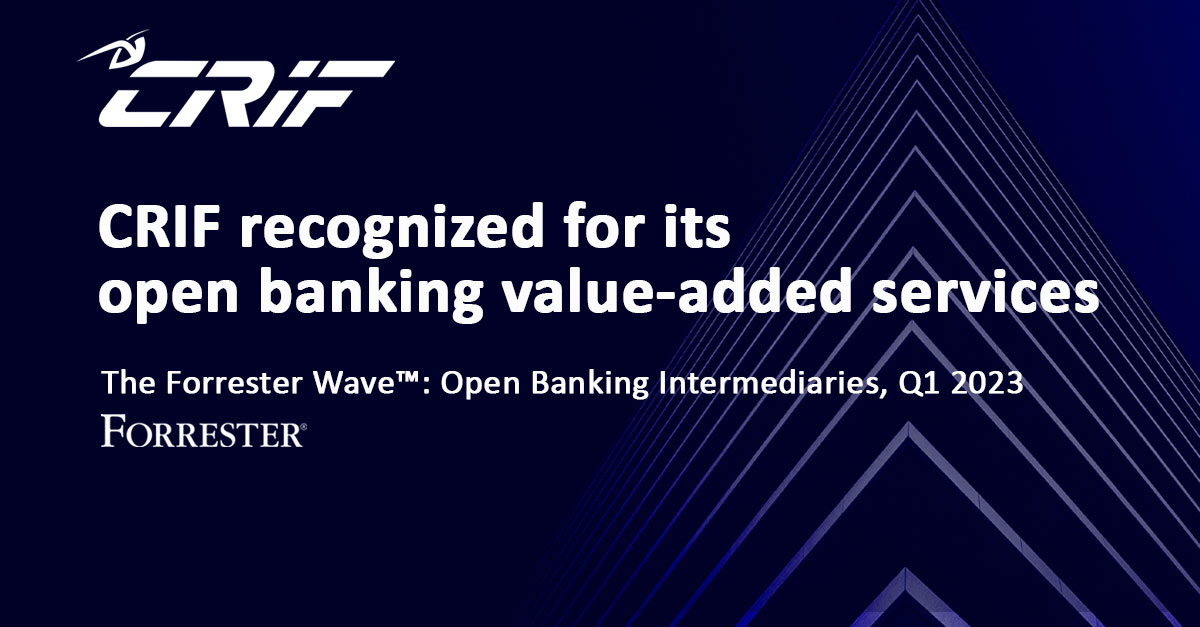 CRIF
CRIF recognized for its
open banking value-added services
The Forrester Wave™: Open Banking Intermediaries, Q1 2023
FORRESTER®